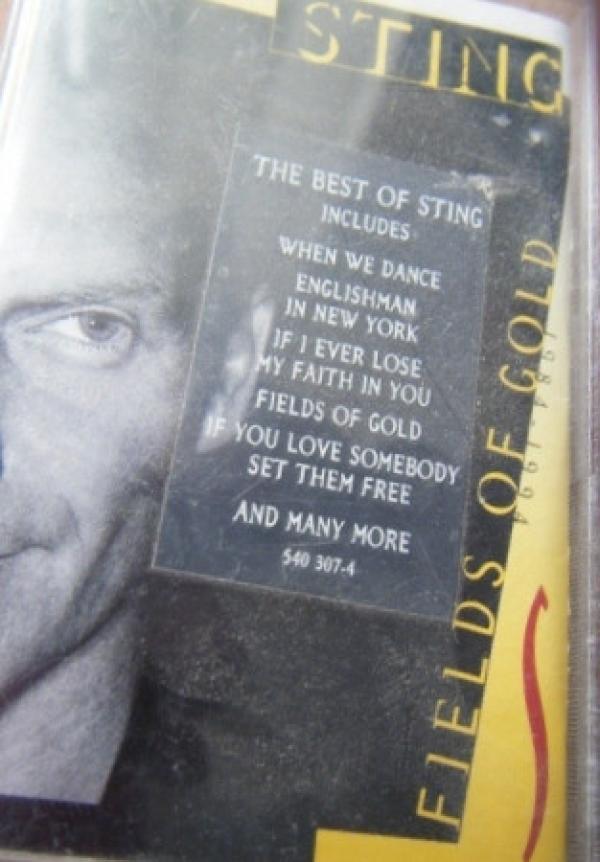 STING
THE BEST OF STING
INCLUDES
WHEN WE DANCE
ENGLISHMAN
IN NEW YORK
IF I EVER LOSE
MY FAITH IN YOU
FIELDS OF GOLD
IF YOU LOVE SOMEBODY
SET THEM FREE
AND MANY MORE
540 307-4
FIELDS OF GOLD
1984-1994